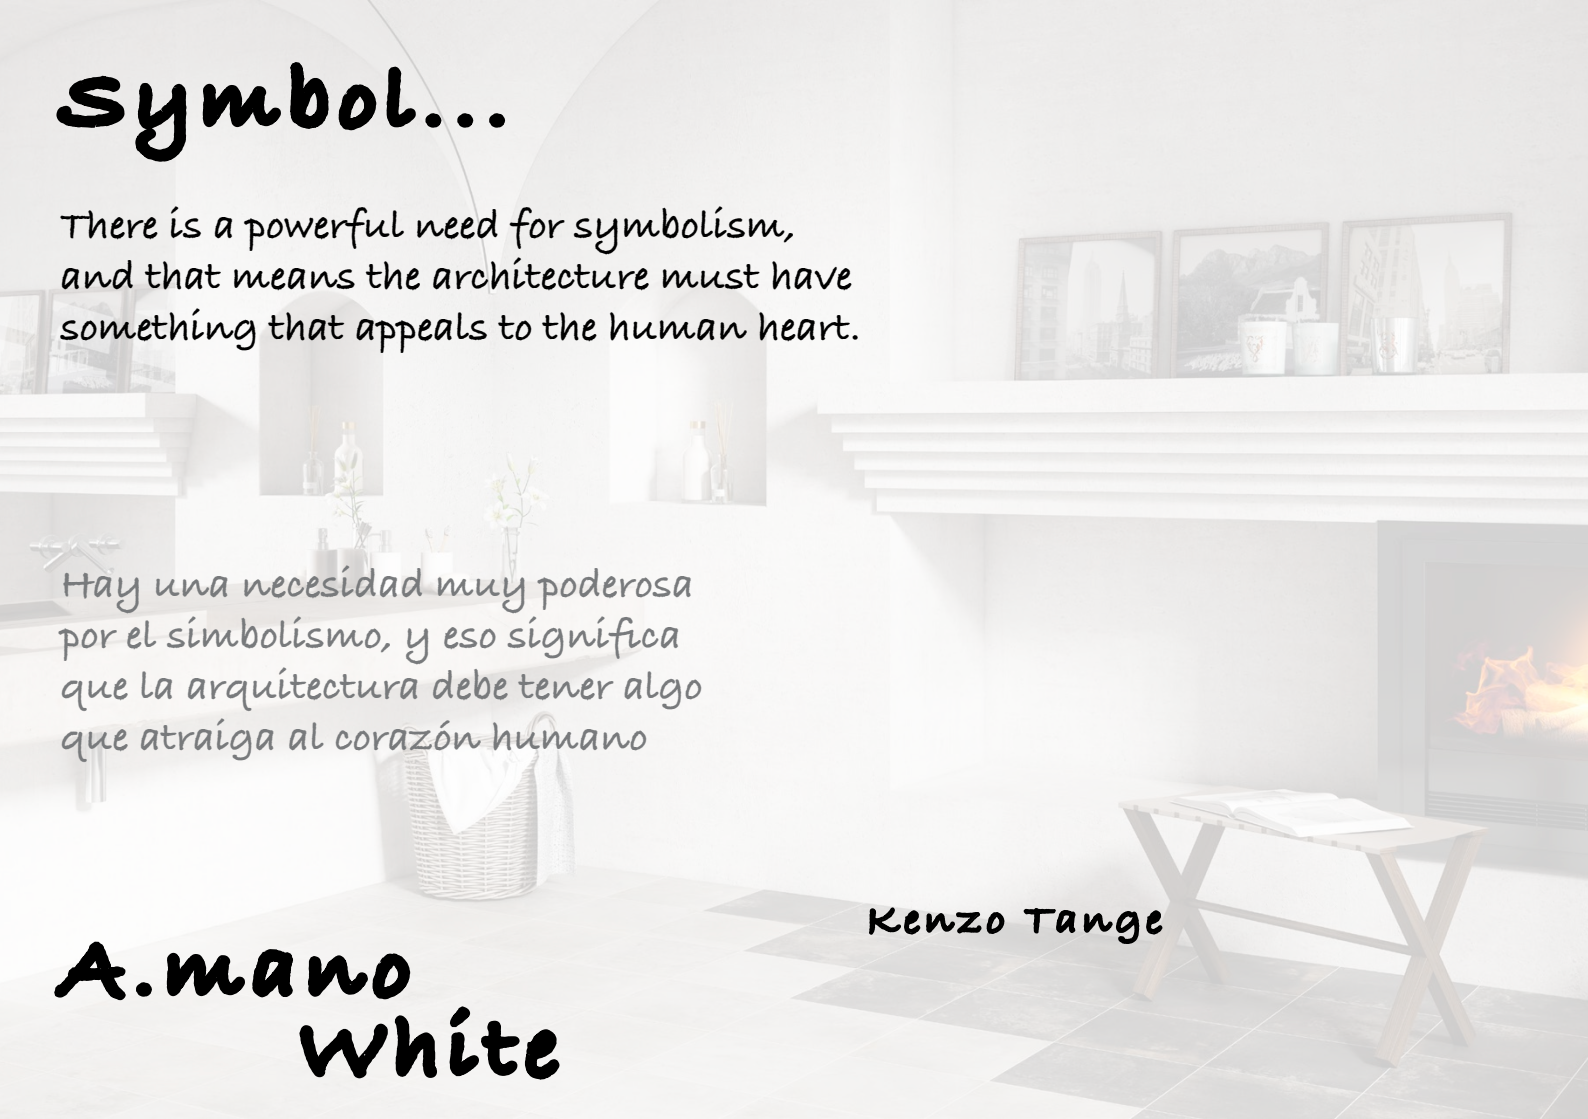 Symbol...
There is a powerful need for symbolism,
and that means the architecture must have
something that appeals to the human heart.
Hay una necesidad muy poderosa
por el simbolismo, y eso significa
que la arquitectura debe tener algo
que atraiga al corazón humano
Kenzo Tange
A.mano
White